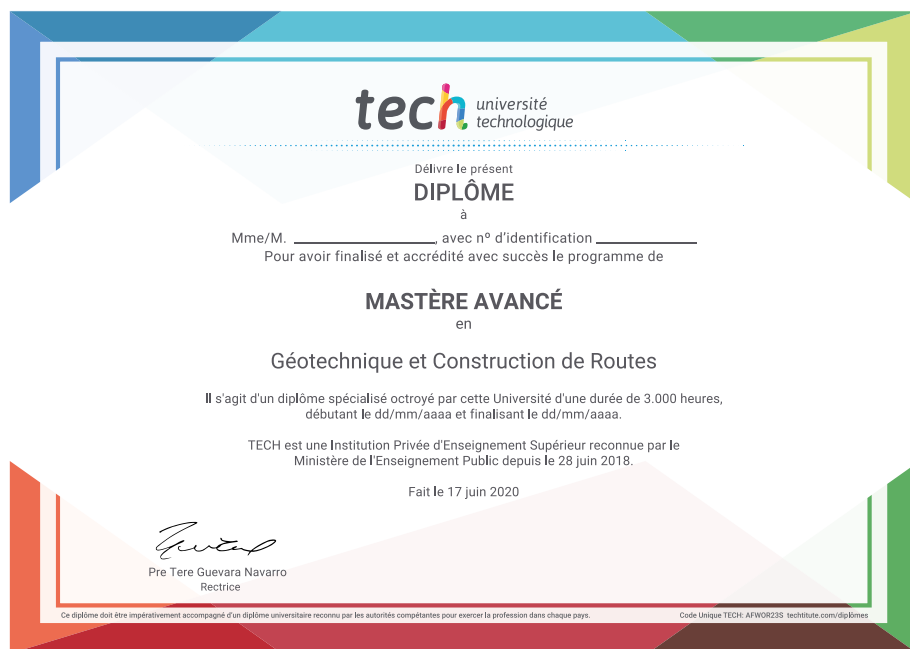 tech université
technologique
Délivre le présent
DIPLÔME
à
Mme/M. ____________________, avec nº d'identification ______________
Pour avoir finalisé et accrédité avec succès le programme de
MASTÈRE AVANCÉ
en
Géotechnique et Construction de Routes
Il s'agit d'un diplôme spécialisé octroyé par cette Université d'une durée de 3.000 heures,
débutant le dd/mm/aaaa et finalisant le dd/mm/aaaa.
TECH est une Institution Privée d'Enseignement Supérieur reconnue par le
Ministère de l'Enseignement Public depuis le 28 juin 2018.
Fait le 17 juin 2020
Pre Tere Guevara Navarro
Rectrice
Ce diplôme doit être impérativement accompagné d'un diplôme universitaire reconnu par les autorités compétantes pour exercer la profession dans chaque pays.
Code Unique TECH: AFWOR23S techtitute.com/diplômes